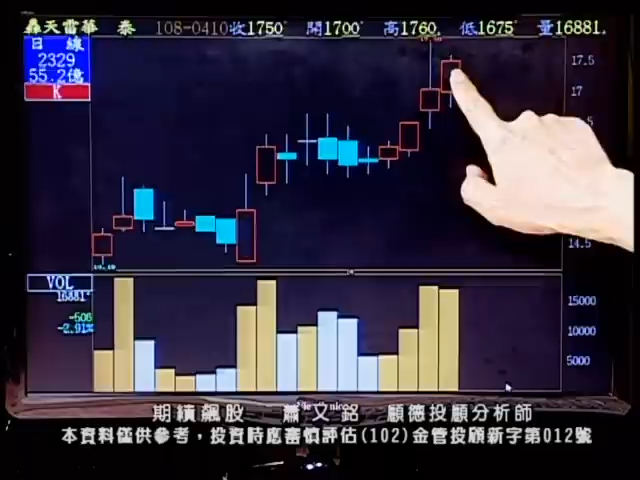 轟天雷華 泰 108-0410收1750 開1700 高1760 低1675 量16881
日 線
2329
55.2億
K
17.5
17
14.5
VOL
16881
-506
-2.91%
15000
10000
5000
期績飆股 蕭又銘 顧德投顧分析師
本資料僅供參考，投資時應審慎評估(102)金管投顧新字第012號